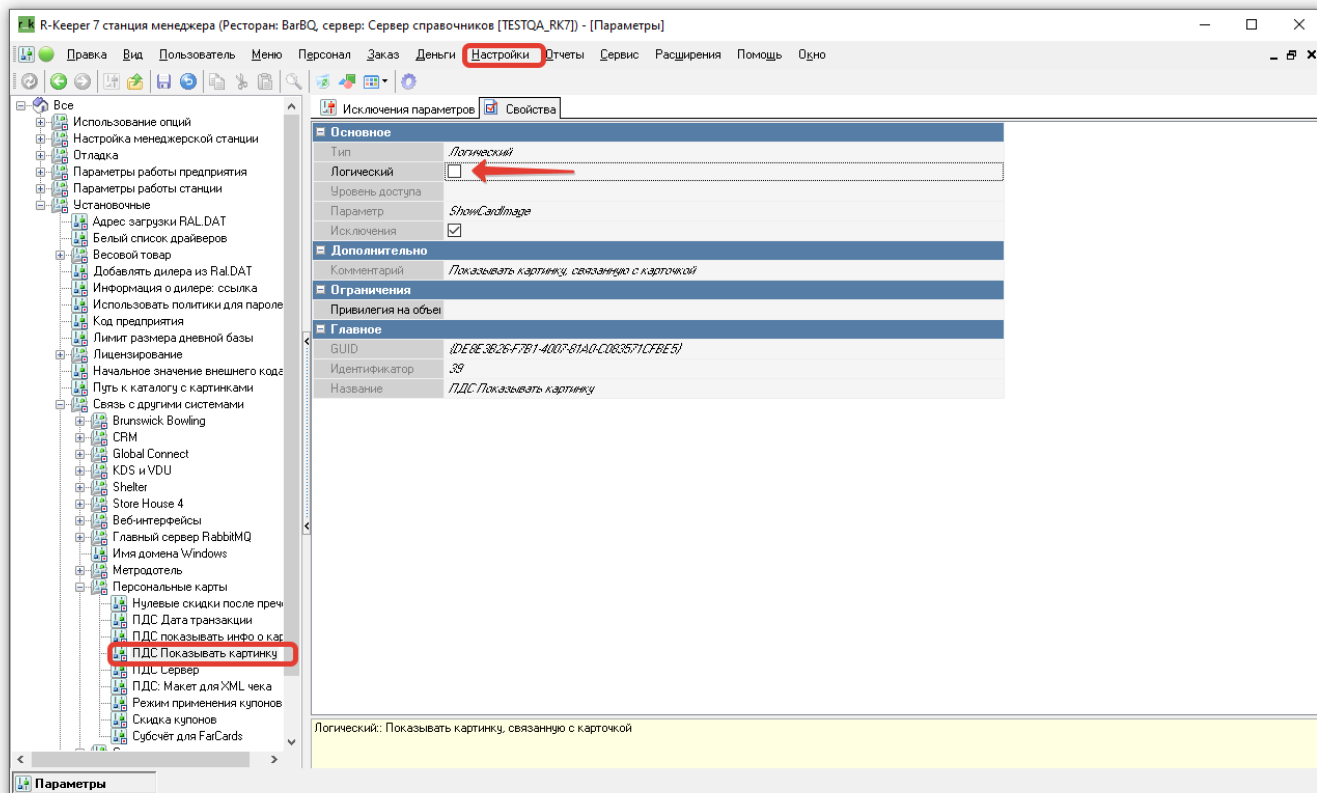 R-Keeper 7 станция менеджера (Ресторан: BarBQ, сервер: Сервер справочников [TESTQA_RK7]) - [Параметры]
Правка Вид Пользователь Меню Персонал Заказ Деньги Настройки Отчеты Сервис Расширения Помощь Окно
Все
Использование опций
Настройка менеджерской станции
Отладка
Параметры работы предприятия
Параметры работы станции
Установочные
Адрес загрузки RAL.DAT
Белый список драйверов
Весовой товар
Добавлять дилера из Ral.DAT
Информация о дилере: ссылка
Использовать политики для пароле
Код предприятия
Лимит размера дневной базы
Лицензирование
Начальное значение внешнего кода
Путь к каталогу с картинками
Связь с другими системами
Brunswick Bowling
CRM
Global Connect
KDS и VDU
Shelter
Store House 4
Веб-интерфейсы
Главный сервер RabbitMQ
Имя домена Windows
Метродотель
Персональные карты
Нулевые скидки после пречe
ПДС Дата транзакции
ПДС показывать инфо о кар
ПДС Показывать картинку
ПДС Сервер
ПДС: Макет для XML чека
Режим применения купонов
Скидка купонов
Субсчёт для FarCards
Исключения параметров Свойства
Основное
Тип Логический
Логический
Уровень доступа
Параметр ShowCardImage
Исключения
Дополнительно
Комментарий Показывать картинку, связанную с карточкой
Ограничения
Привилегия на объек
Главное
GUID {DE8E3B26-F7B1-4007-81A0-C083571CFBE5}
Идентификатор 39
Название ПДС Показывать картинку
Логический:: Показывать картинку, связанную с карточкой
Параметры